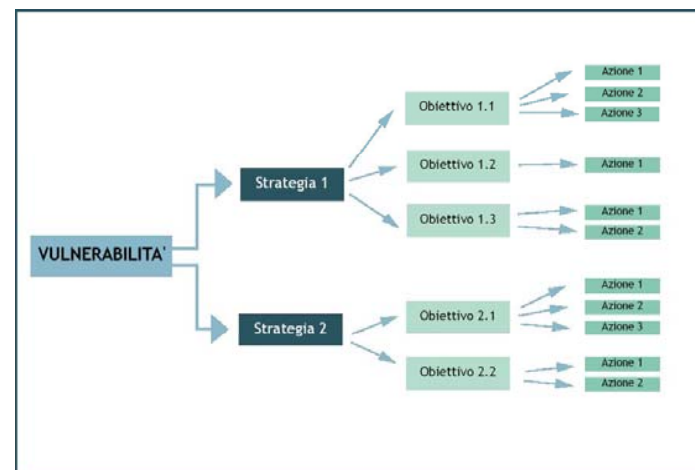 VULNERABILITA'
Strategia 1
Obiettivo 1.1
Azione 1
Azione 2
Azione 3
Obiettivo 1.2
Azione 1
Obiettivo 1.3
Azione 1
Azione 2
Strategia 2
Obiettivo 2.1
Azione 1
Azione 2
Azione 3
Obiettivo 2.2
Azione 1
Azione 2